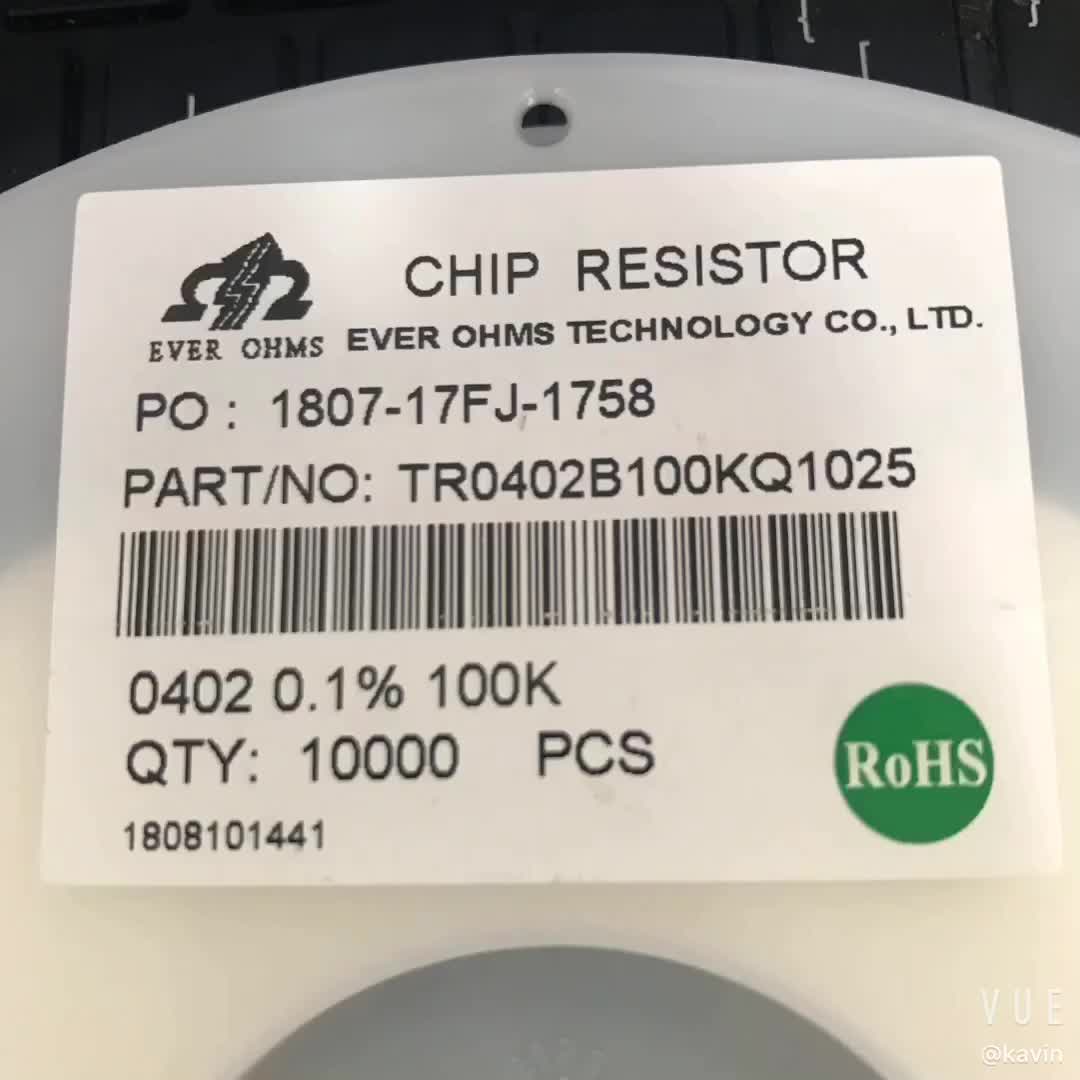 CHIP RESISTOR
EVER OHMS
EVER OHMS TECHNOLOGY CO., LTD.
PO : 1807-17FJ-1758
PART/NO: TR0402B100KQ1025
0402 0.1% 100K
QTY: 10000 PCS
RoHS
1808101441
VUE
@kavin